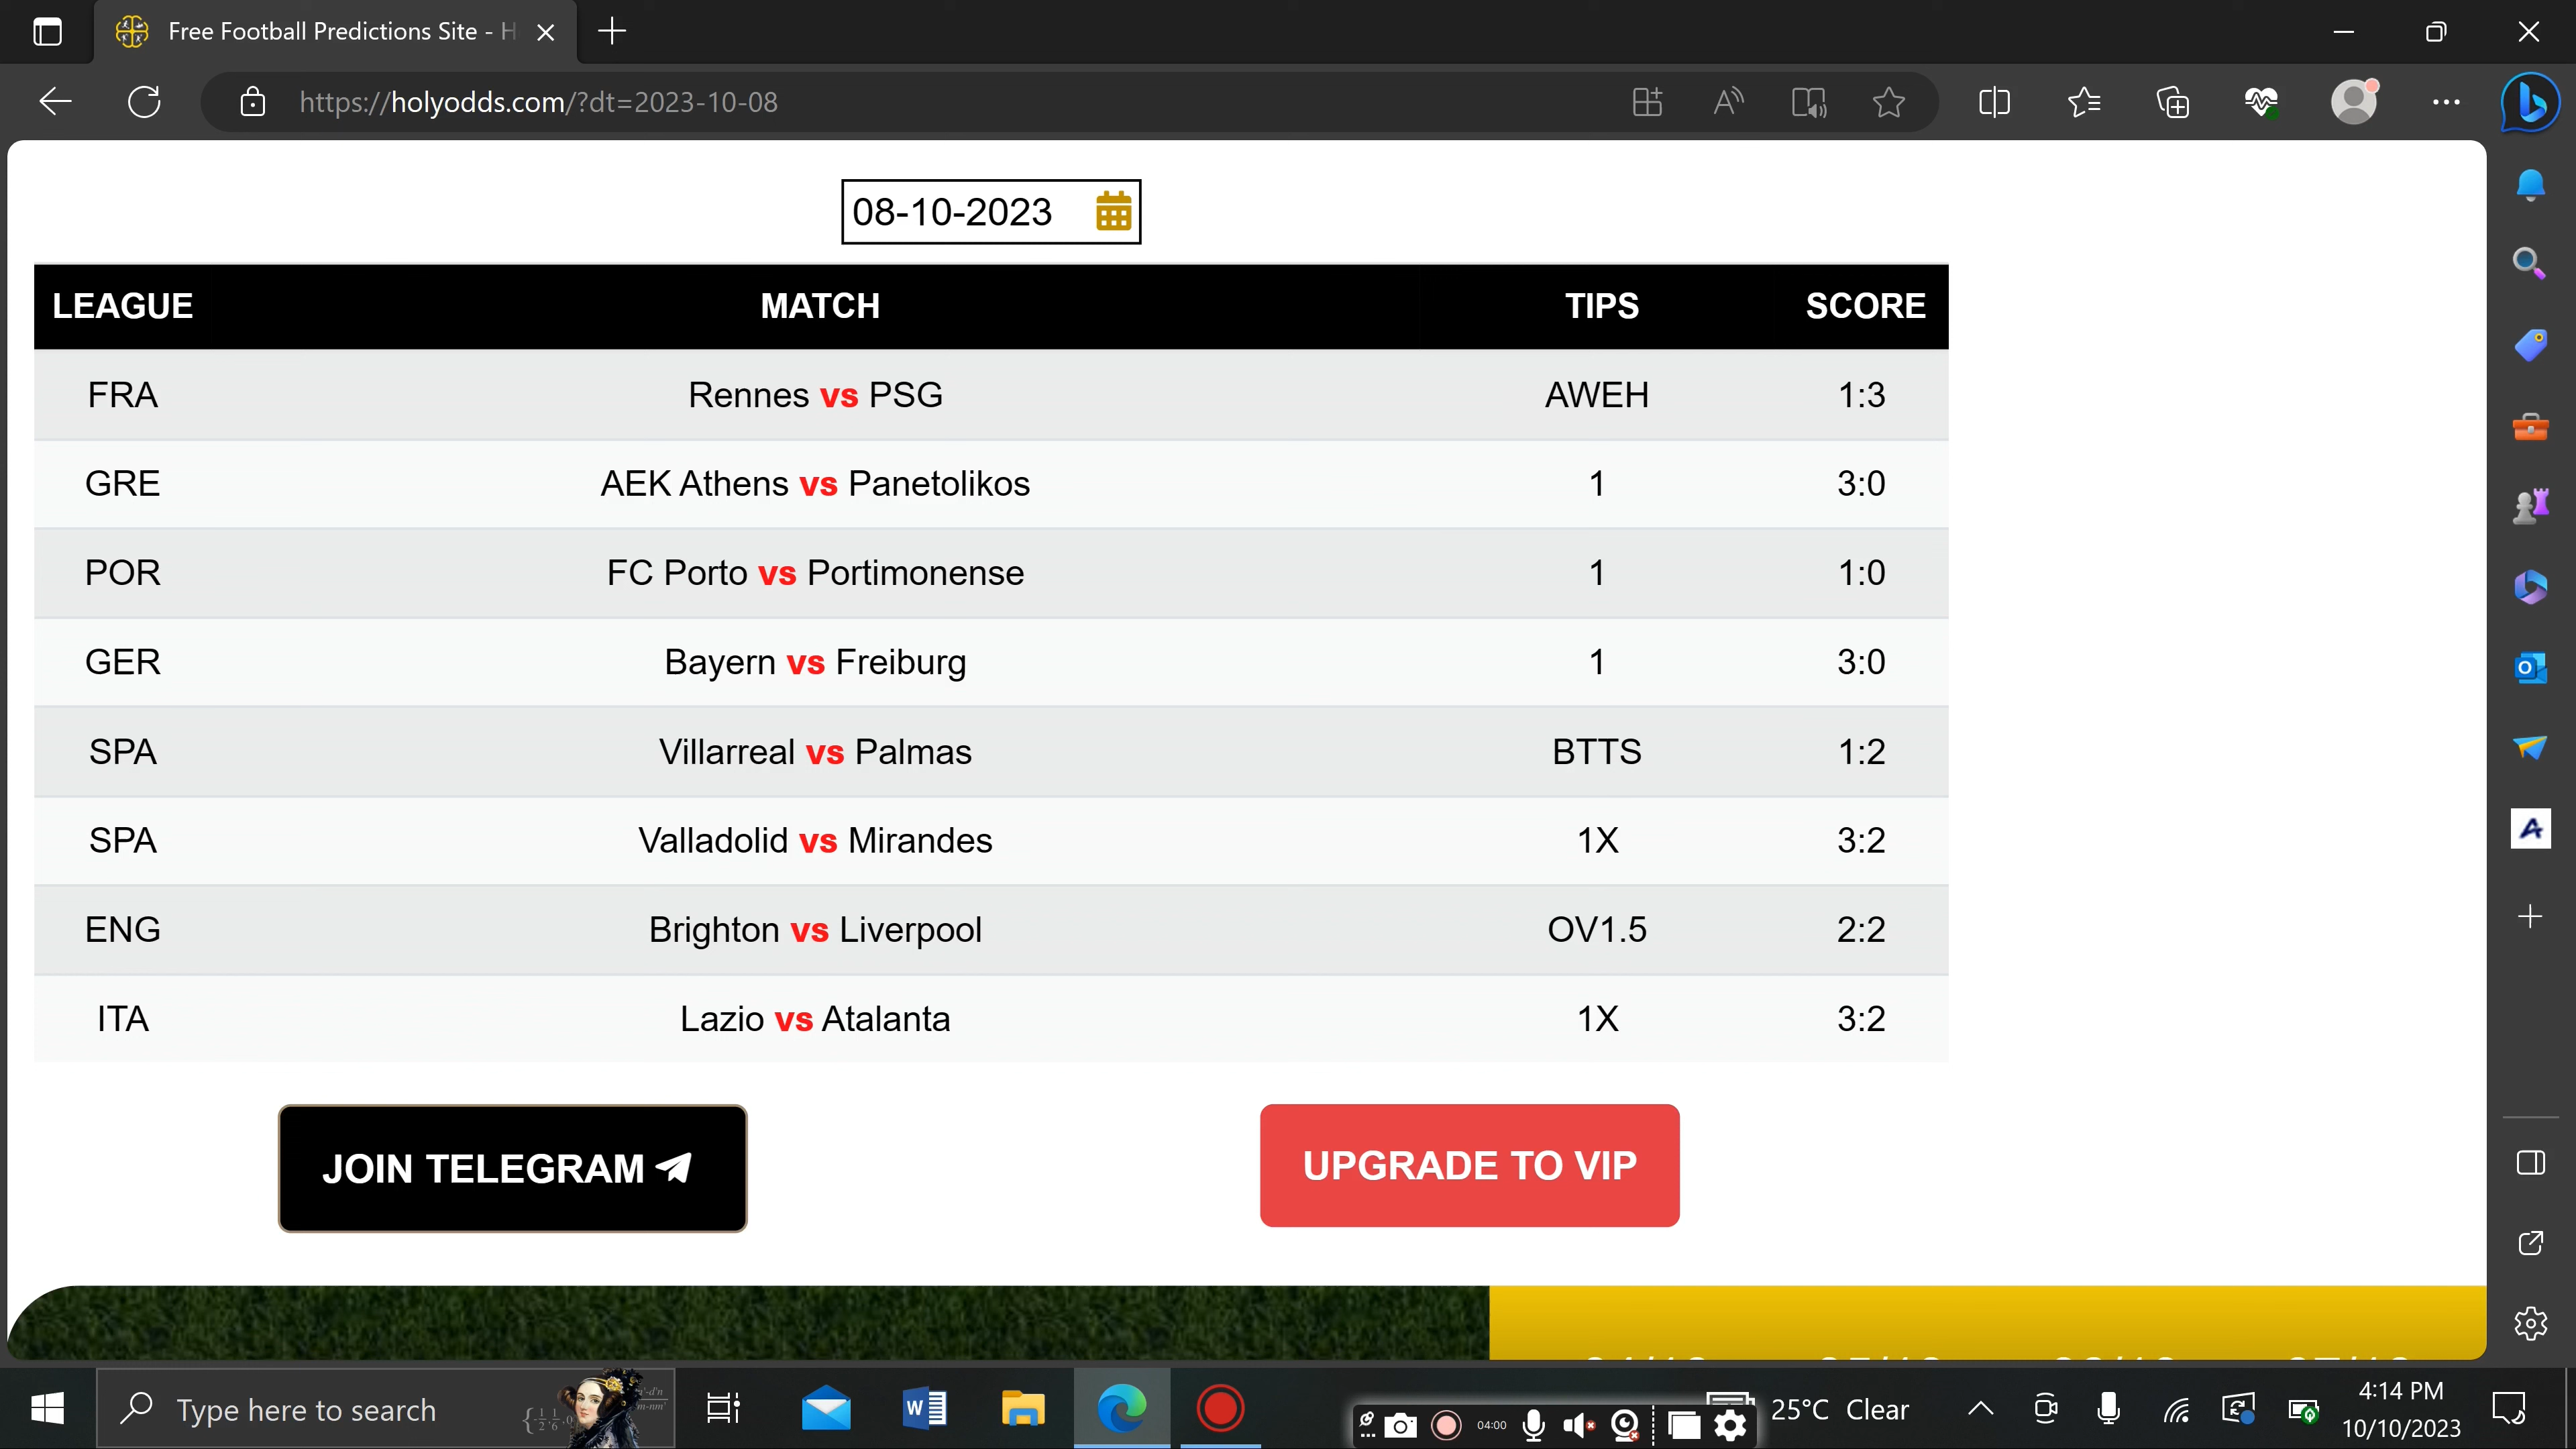 Free Football Predictions Site - H
https://holyodds.com/?dt=2023-10-08
08-10-2023
LEAGUE MATCH TIPS SCORE
FRA Rennes vs PSG AWEH 1:3
GRE AEK Athens vs Panetolikos 1 3:0
POR FC Porto vs Portimonense 1 1:0
GER Bayern vs Freiburg 1 3:0
SPA Villarreal vs Palmas BTTS 1:2
SPA Valladolid vs Mirandes 1X 3:2
ENG Brighton vs Liverpool OV1.5 2:2
ITA Lazio vs Atalanta 1X 3:2
JOIN TELEGRAM UPGRADE TO VIP
Type here to search
04:00
25°C Clear
4:14 PM
10/10/2023